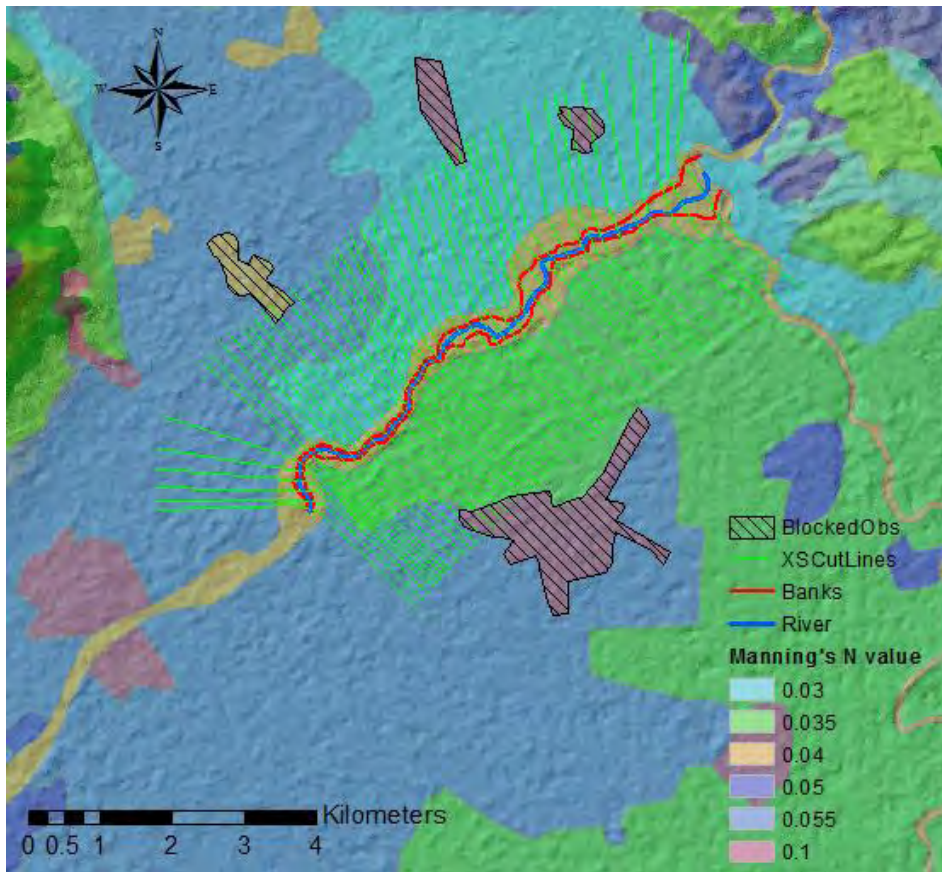 N
W E
S
BlockedObs
XSCutLines
Banks
River
Manning's N value
0.03
0.035
0.04
0.05
0.055
0.1
Kilometers
0 0.5 1 2 3 4